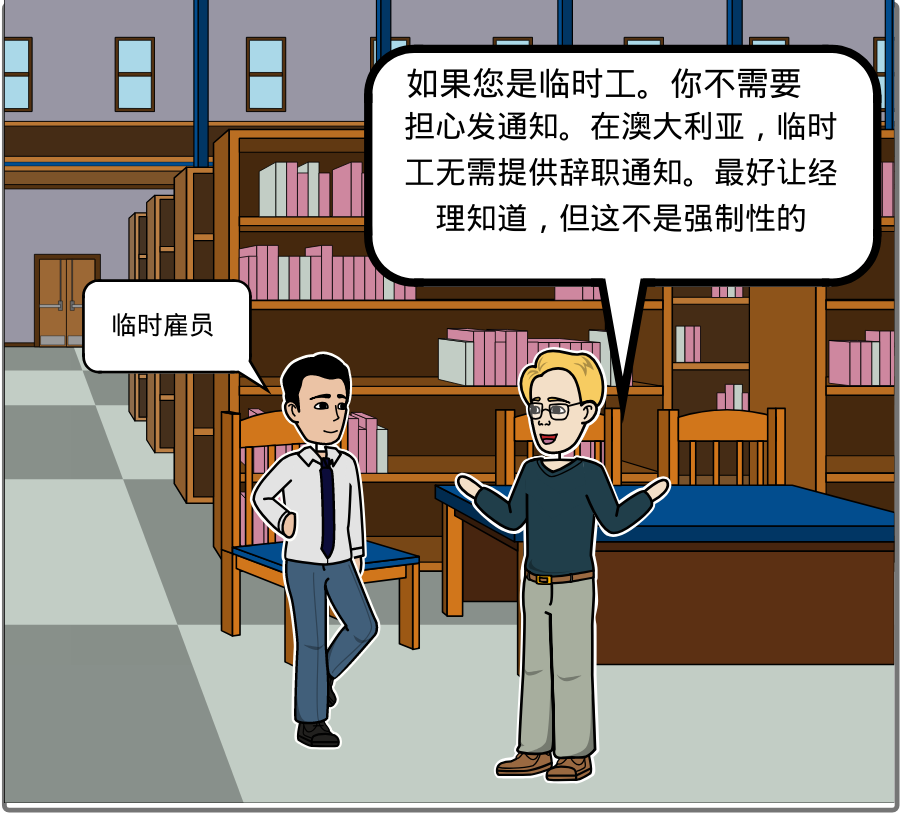 临时雇员
如果您是临时工。你不需要
担心发通知。在澳大利亚，临时
工无需提供辞职通知。最好让经
理知道，但这不是强制性的